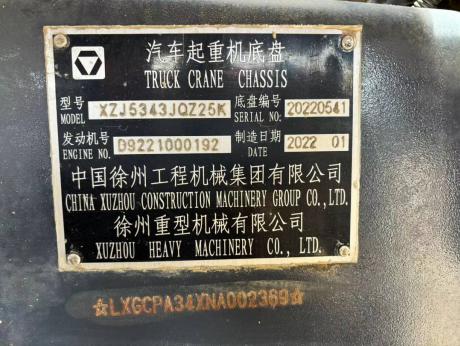 汽车起重机底盘
TRUCK CRANE CHASSIS
型号 XZJ5343JQZ25K 底盘编号 20220541
MODEL SERIAL NO:
发动机号 D9221000192 制造日期 2022 01
ENGINE NO. DATE
中国徐州工程机械集团有限公司
CHINA XUZHOU CONSTRUCTION MACHINERY GROUP CO.,LTD.
徐州重型机械有限公司
XUZHOU HEAVY MACHINERY CO., LTD.
☆LXGCPA34XNA002369☆